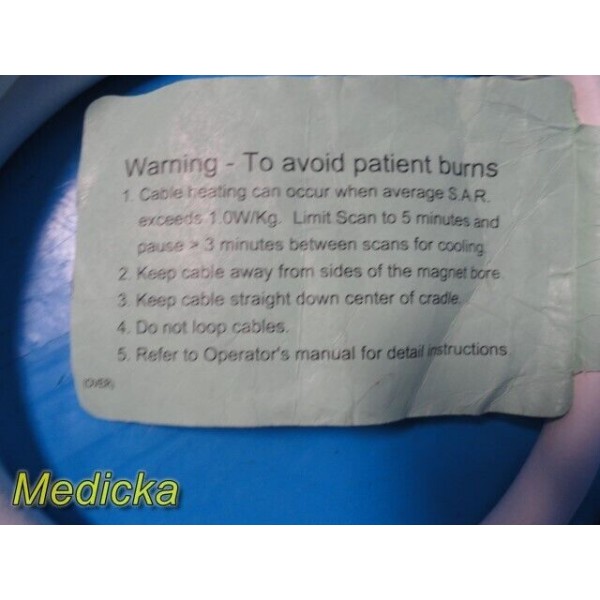 Warning - To avoid patient burns
1. Cable heating can occur when average S.A.R.
exceeds 1.0W/Kg. Limit Scan to 5 minutes and
pause > 3 minutes between scans for cooling.
2. Keep cable away from sides of the magnet bore
3. Keep cable straight down center of cradle.
4. Do not loop cables.
5. Refer to Operator's manual for detail instructions
(OVER)
Medicka